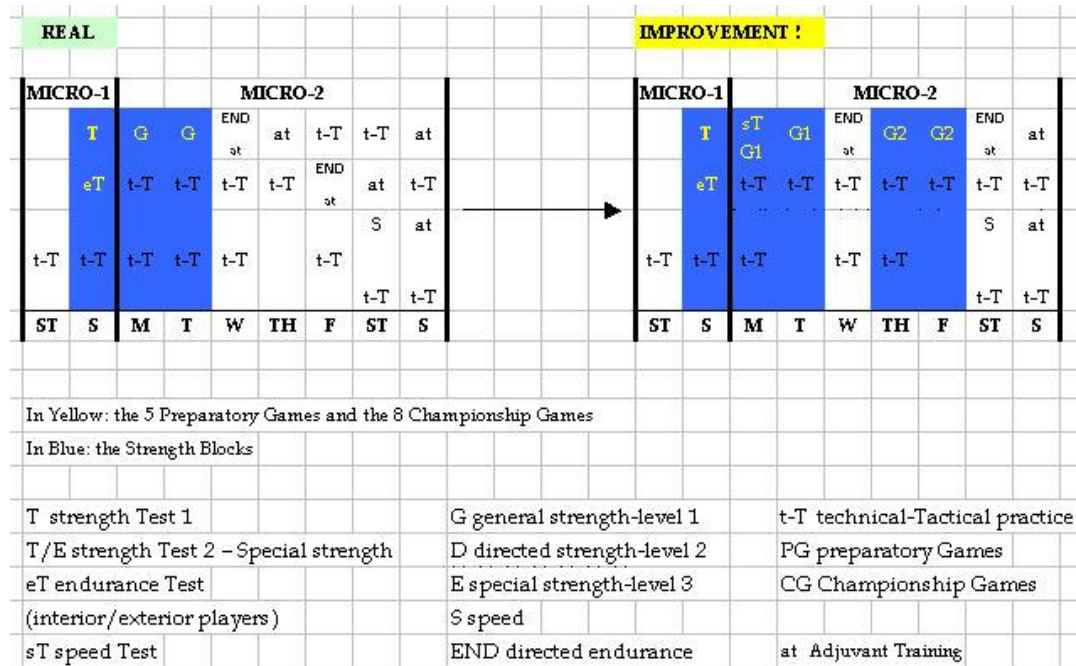 REAL IMPROVEMENT !
MICRO-1 MICRO-2 MICRO-1 MICRO-2
T G G END at at t-T t-T at T sT G1 G1 END at G2 G2 END at at
eT t-T t-T t-T t-T END at at t-T eT t-T t-T t-T t-T t-T t-T t-T
S at S at
t-T t-T t-T t-T t-T t-T t-T t-T t-T t-T t-T
t-T t-T t-T t-T
ST S M T W TH F ST S ST S M T W TH F ST S
In Yellow: the 5 Preparatory Games and the 8 Championship Games
In Blue: the Strength Blocks
T strength Test 1 G general strength-level 1 t-T technical-Tactical practice
T/E strength Test 2 – Special strength D directed strength-level 2 PG preparatory Games
eT endurance Test E special strength-level 3 CG Championship Games
(interior/exterior players) S speed
sT speed Test END directed endurance at Adjuvant Training